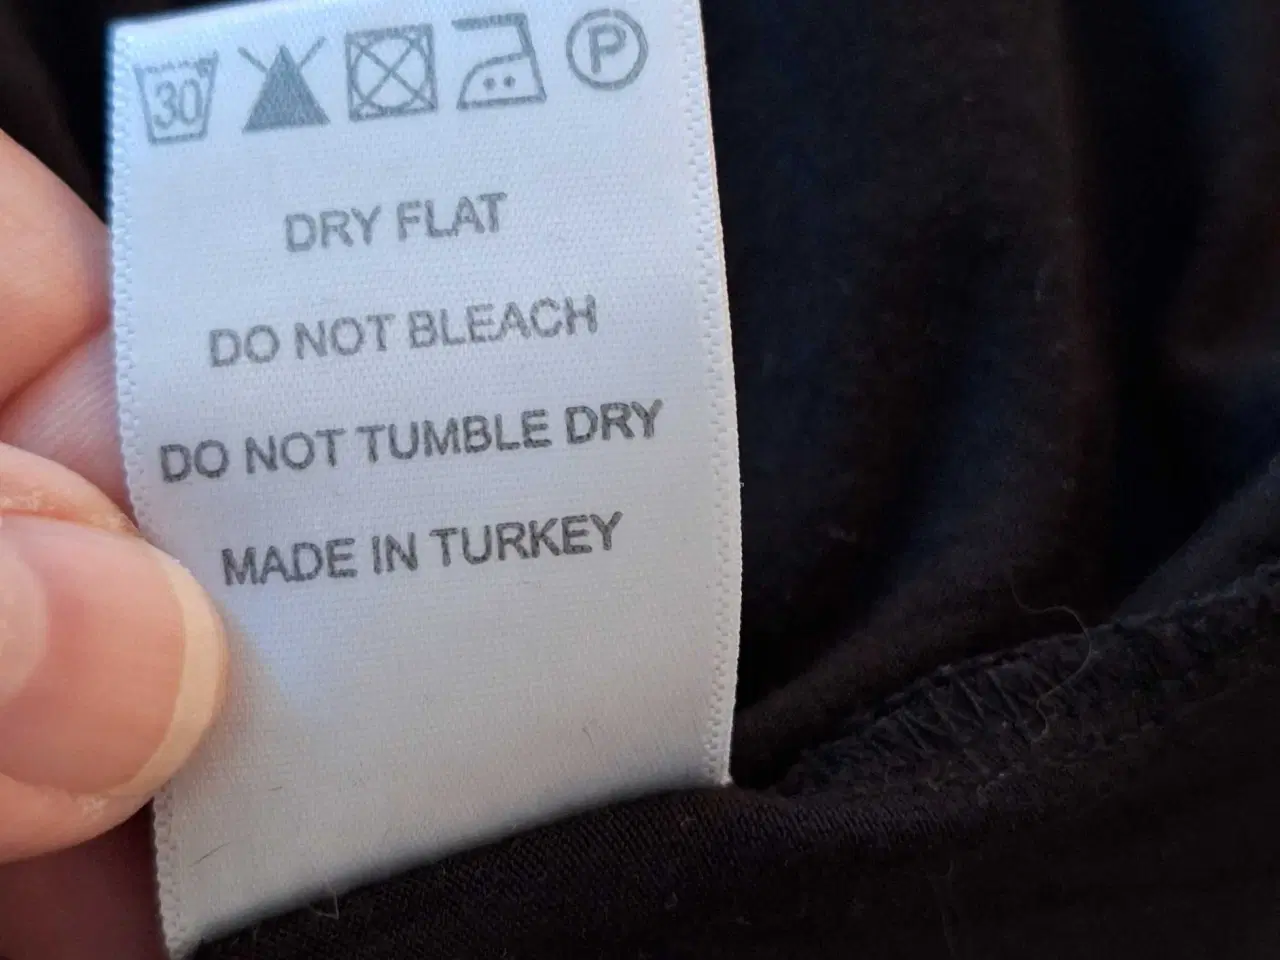 30° P
DRY FLAT
DO NOT BLEACH
DO NOT TUMBLE DRY
MADE IN TURKEY